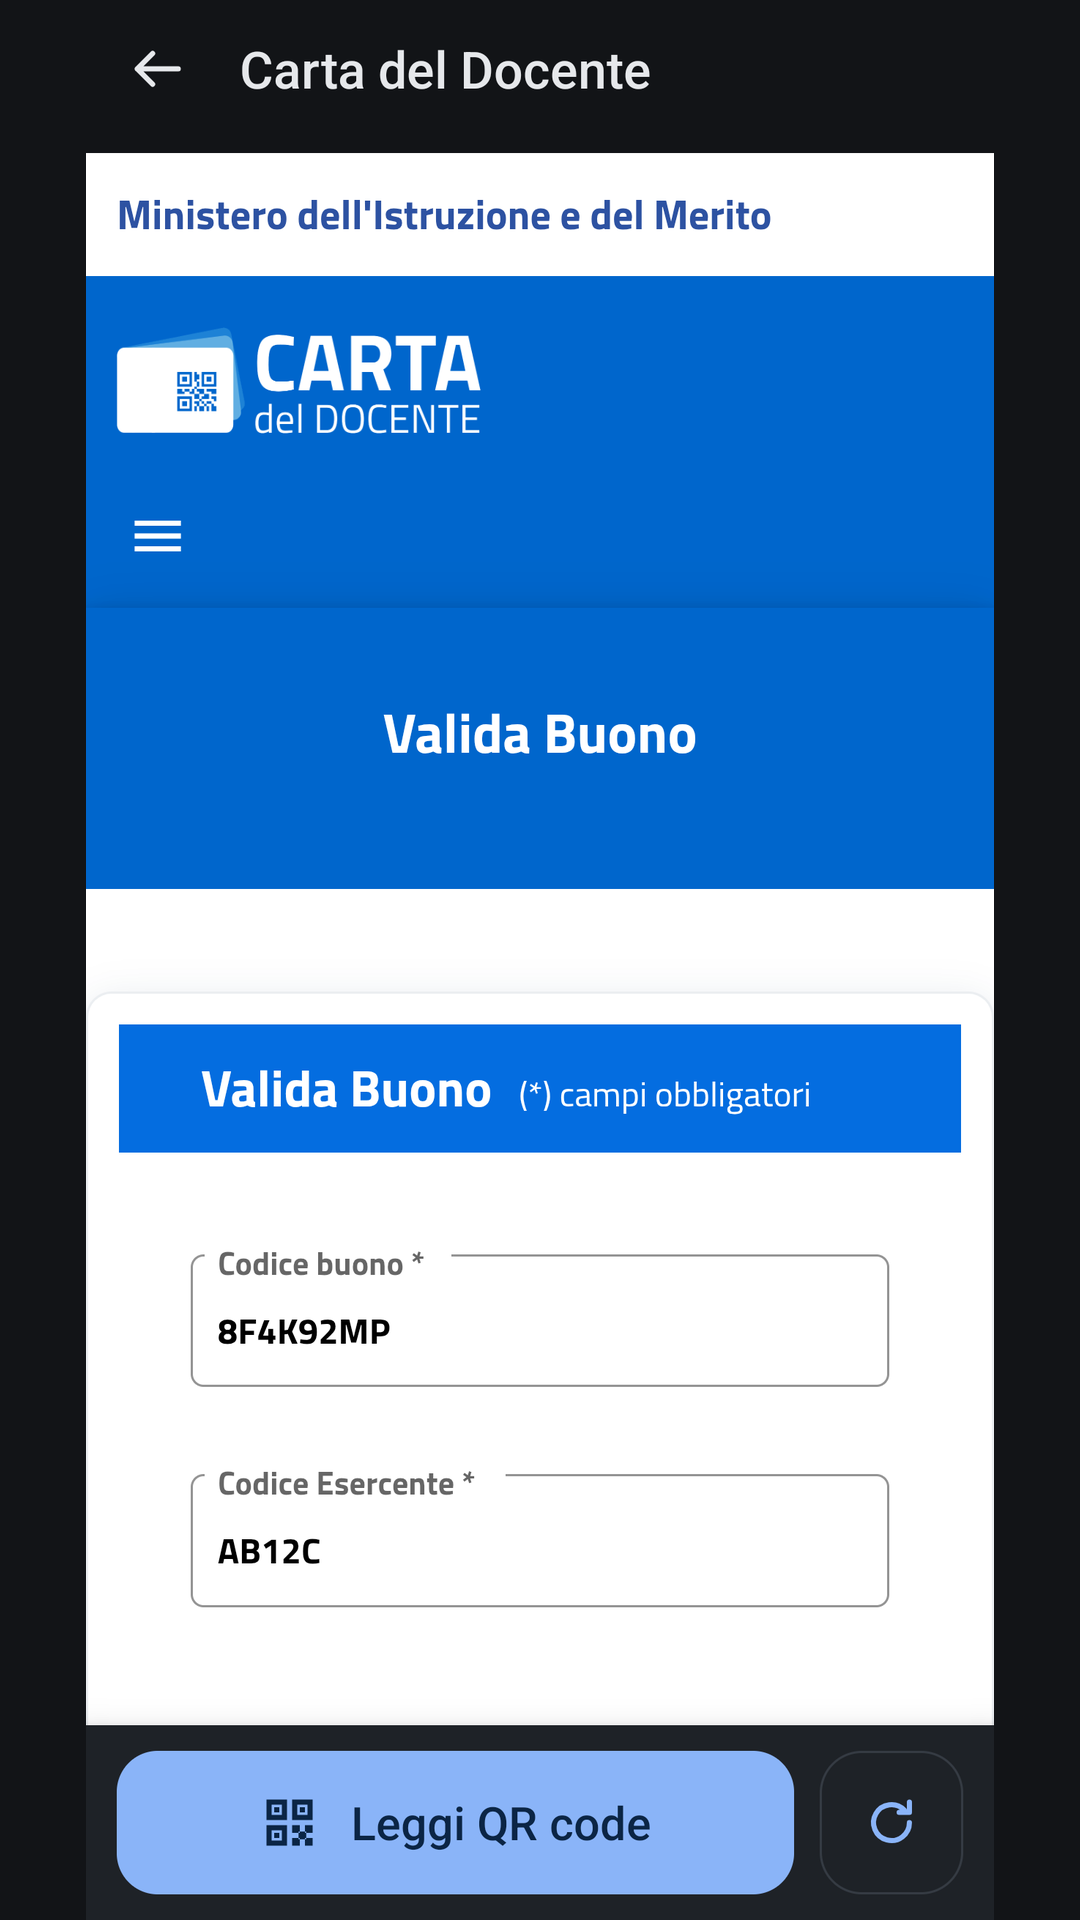 Carta del Docente
Ministero dell'Istruzione e del Merito
CARTA
del DOCENTE
Valida Buono
Valida Buono (*) campi obbligatori
Codice buono *
8F4K92MP
Codice Esercente *
AB12C
Leggi QR code